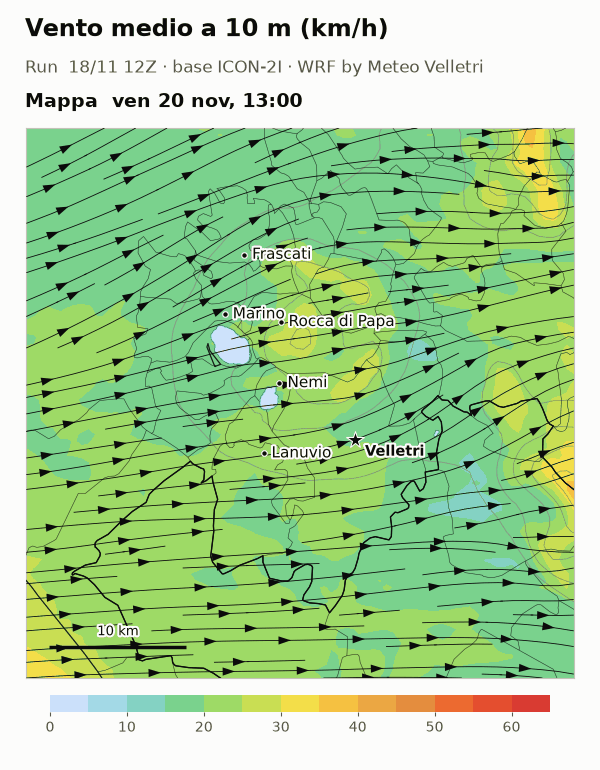 Vento medio a 10 m (km/h)
Run 18/11 12Z · base ICON-2I · WRF by Meteo Velletri
Mappa ven 20 nov, 13:00
Frascati
Marino
Rocca di Papa
Nemi
Velletri
Lanuvio
10 km
0 10 20 30 40 50 60